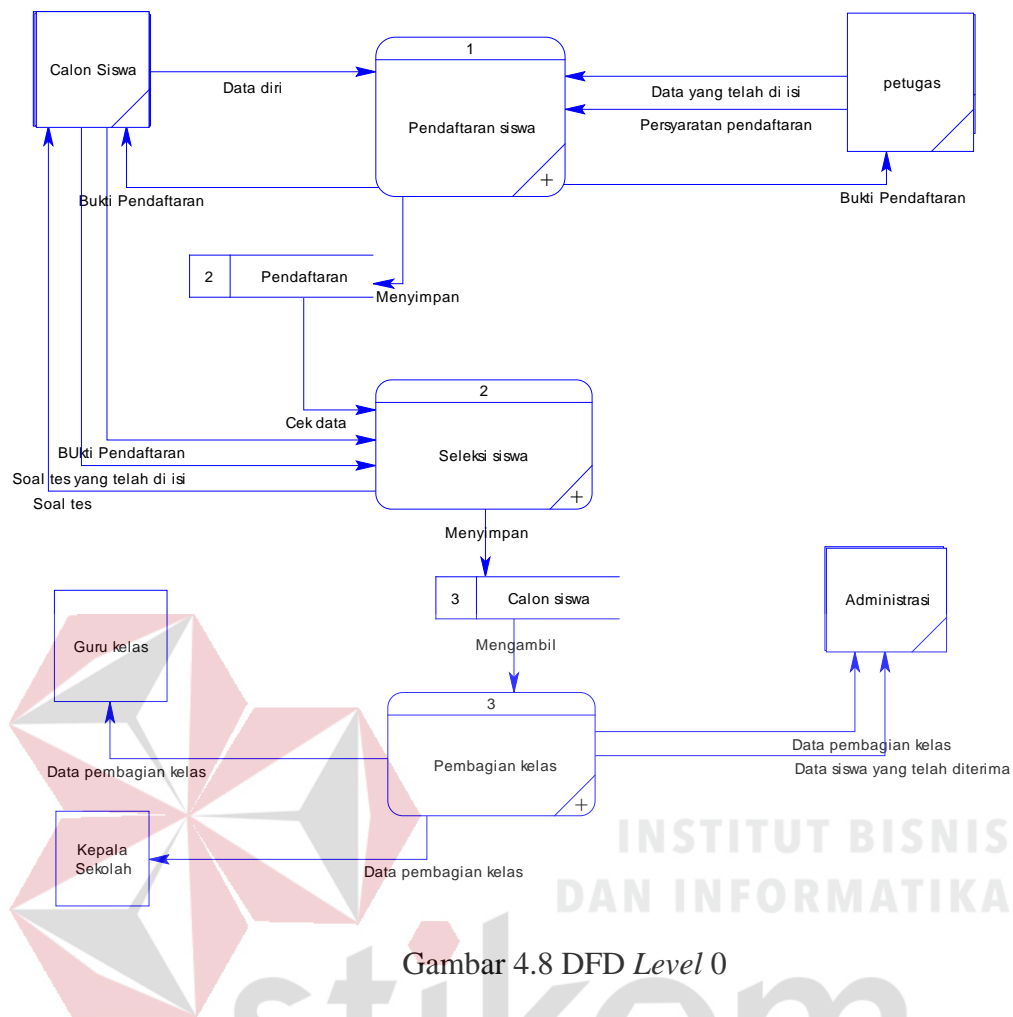 1
Calon Siswa
Data diri
Pendaftaran siswa
Data yang telah di isi
Persyaratan pendaftaran
petugas
+
Bukti Pendaftaran
Bukti Pendaftaran
2
Pendaftaran
Menyimpan
2
Cek data
BUkti Pendaftaran
Seleksi siswa
Soal tes yang telah di isi
Soal tes
+
Menyimpan
3
Calon siswa
Administrasi
Mengambil
Guru kelas
3
Pembagian kelas
Data pembagian kelas
Data pembagian kelas
Data siswa yang telah diterima
+
Kepala
Sekolah
Data pembagian kelas
INSTITUT BISNIS
DAN INFORMATIKA
stikom
Gambar 4.8 DFD Level 0